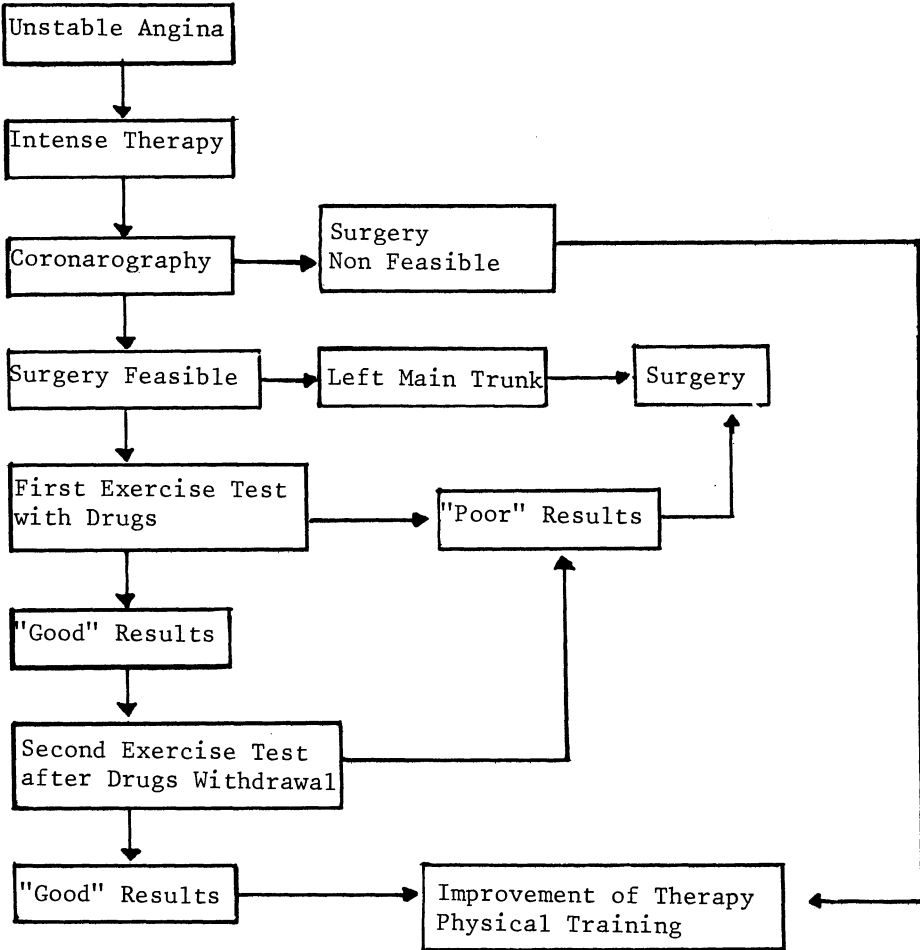 Unstable Angina
Intense Therapy
Coronarography
Surgery
Non Feasible
Surgery Feasible
Left Main Trunk
Surgery
First Exercise Test
with Drugs
"Poor" Results
"Good" Results
Second Exercise Test
after Drugs Withdrawal
"Good" Results
Improvement of Therapy
Physical Training